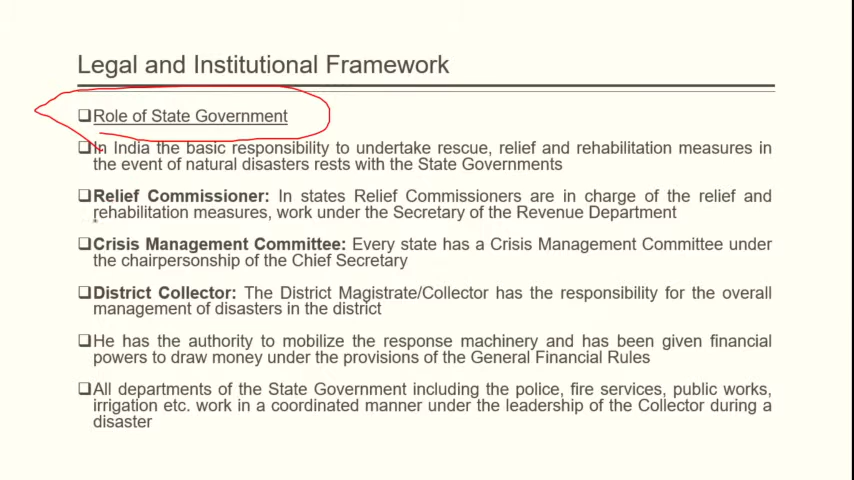 Legal and Institutional Framework
❑Role of State Government
❑In India the basic responsibility to undertake rescue, relief and rehabilitation measures in
the event of natural disasters rests with the State Governments
❑Relief Commissioner: In states Relief Commissioners are in charge of the relief and
rehabilitation measures, work under the Secretary of the Revenue Department
❑Crisis Management Committee: Every state has a Crisis Management Committee under
the chairpersonship of the Chief Secretary
❑District Collector: The District Magistrate/Collector has the responsibility for the overall
management of disasters in the district
❑He has the authority to mobilize the response machinery and has been given financial
powers to draw money under the provisions of the General Financial Rules
❑All departments of the State Government including the police, fire services, public works,
irrigation etc. work in a coordinated manner under the leadership of the Collector during a
disaster